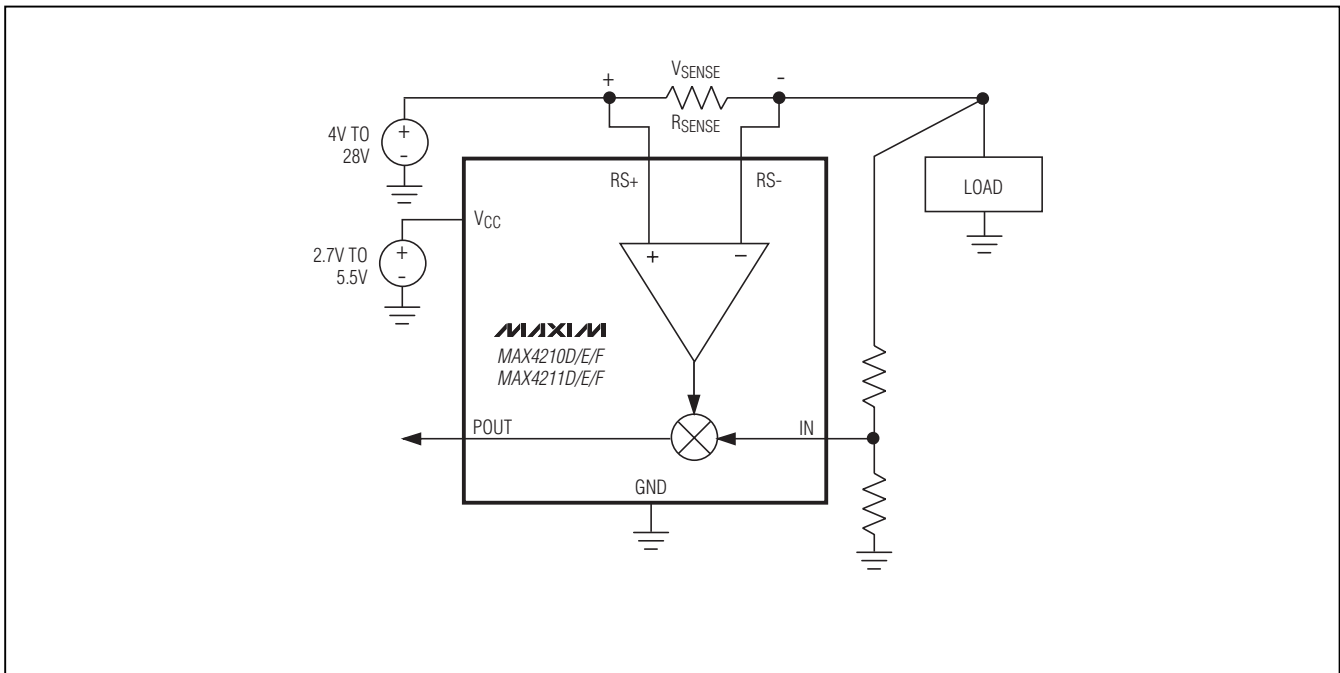 VSENSE
+ -
RSENSE
4V TO
28V
+
-
RS+ RS-
LOAD
VCC
2.7V TO
5.5V
+
-
+ −
MAXIM
MAX4210D/E/F
MAX4211D/E/F
POUT IN
GND